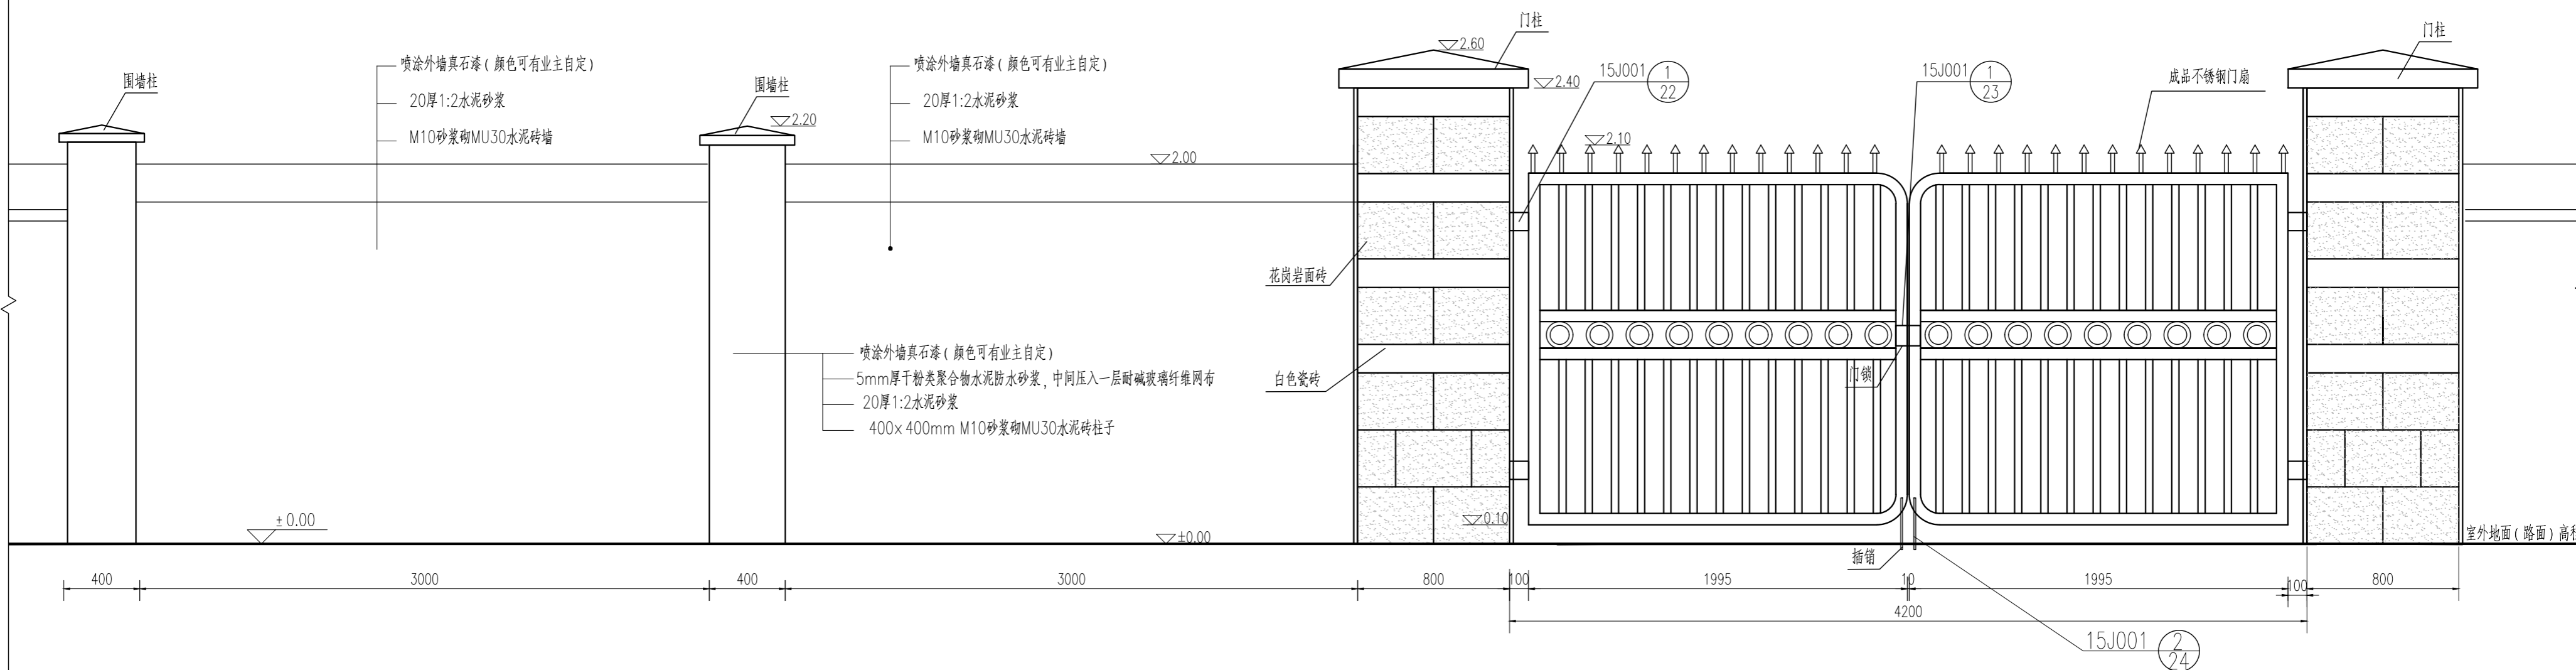 围墙柱
喷涂外墙真石漆（颜色可有业主自定）
20厚1:2水泥砂浆
M10砂浆砌MU30水泥砖墙
围墙柱
2.20
喷涂外墙真石漆（颜色可有业主自定）
20厚1:2水泥砂浆
M10砂浆砌MU30水泥砖墙
2.00
门柱
2.60
2.40
15J001 1
22
15J001 1
23
2.10
成品不锈钢门扇
门柱
花岗岩面砖
白色瓷砖
喷涂外墙真石漆（颜色可有业主自定）
5mm厚干粉类聚合物水泥防水砂浆，中间压入一层耐碱玻璃纤维网布
20厚1:2水泥砂浆
400x 400mm M10砂浆砌MU30水泥砖柱子
门锁
±0.00
±0.00
0.10
插销
室外地面（路面）高
400
3000
400
3000
800
100
1995
10
1995
100
800
4200
15J001 2
24